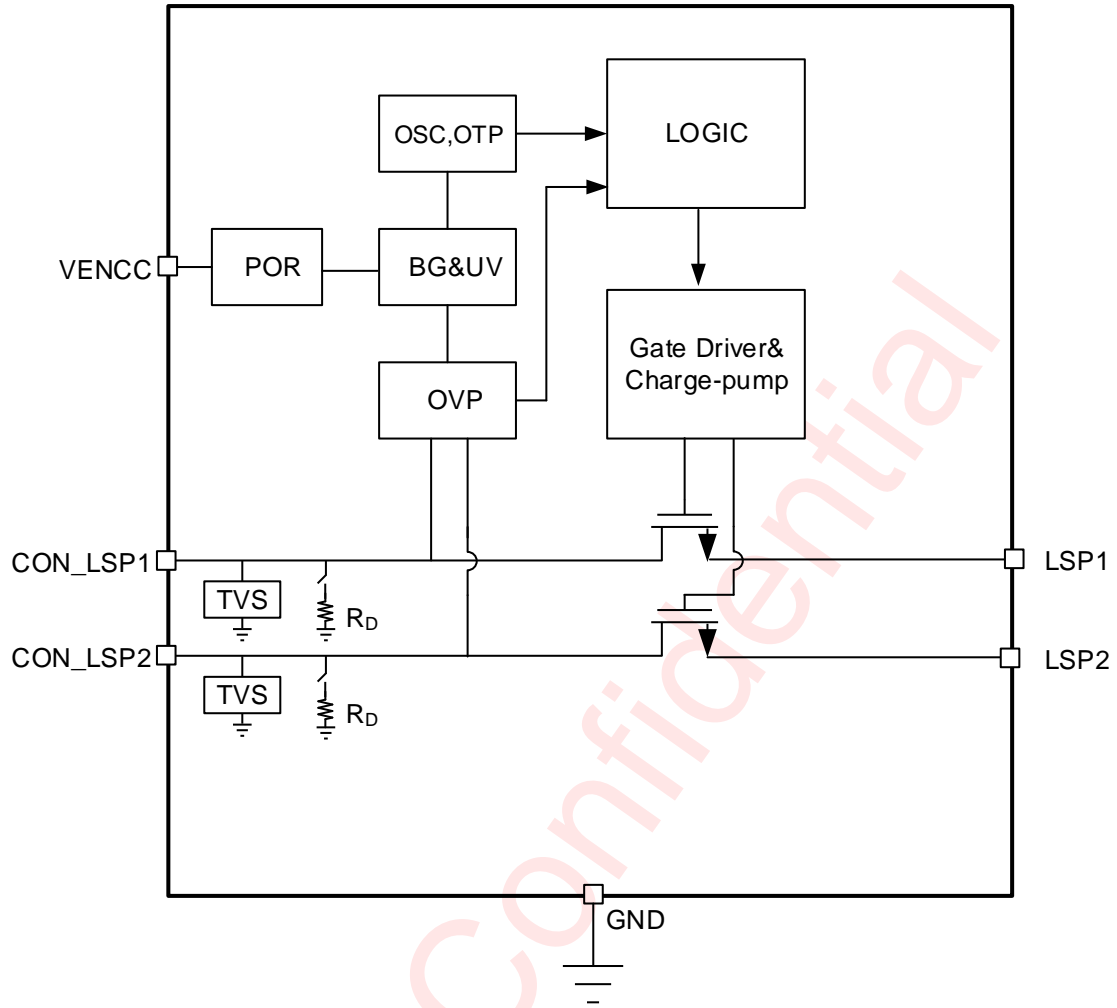 OSC,OTP
LOGIC
VENCC
POR
BG&UV
Gate Driver&
Charge-pump
OVP
CON_LSP1
LSP1
TVS
RD
CON_LSP2
LSP2
TVS
RD
GND
Confidential